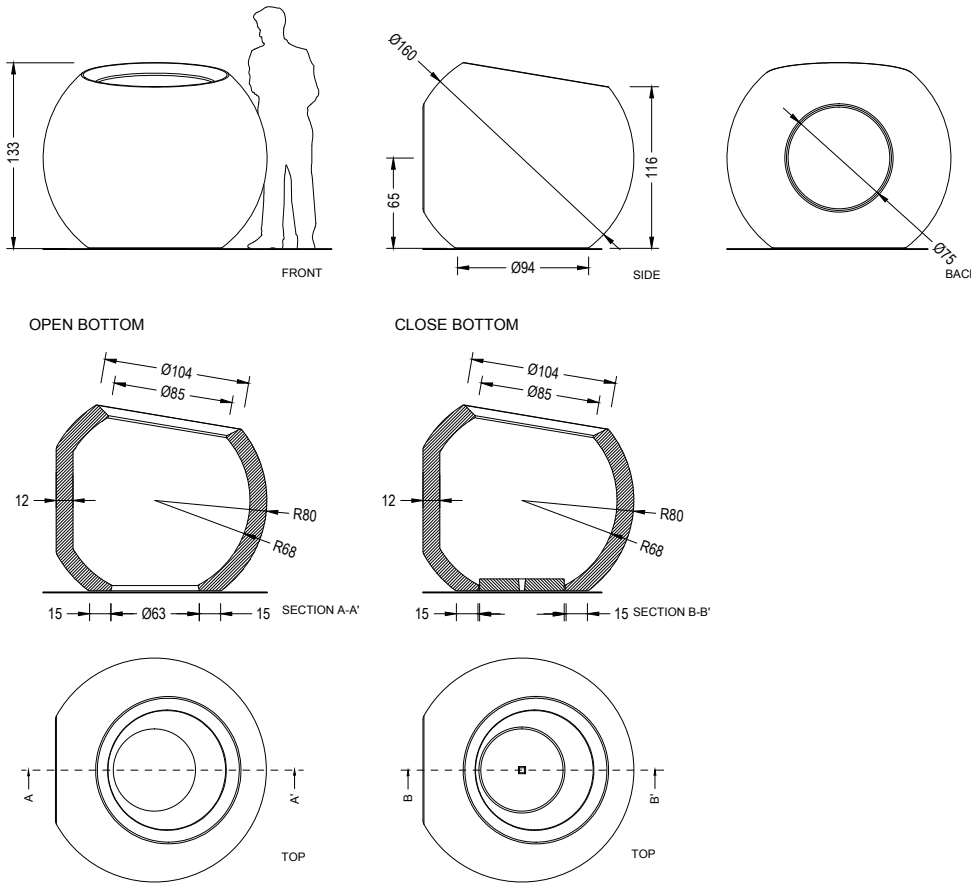 133
FRONT
Ø160
65
116
Ø94
SIDE
Ø75
BACK
OPEN BOTTOM
CLOSE BOTTOM
Ø104
Ø85
12
R80
R68
15
Ø63
15
SECTION A-A'
Ø104
Ø85
12
R80
R68
15
15
SECTION B-B'
A
A'
TOP
B
B'
TOP